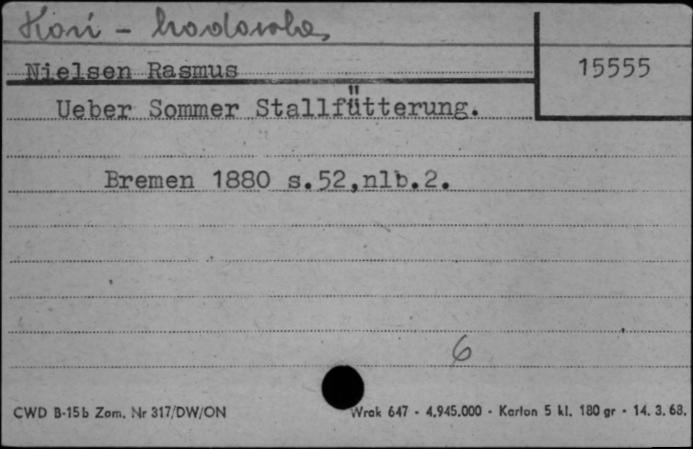 Koń - hodowla,
Nielsen Rasmus
15555
Ueber Sommer Stallfütterung.
Bremen 1880 s.52,nlb.2.
6
CWD B-15b Zam. Nr 317/DW/ON Wrak 647 - 4.945.000 - Karton 5 kl. 180 gr - 14. 3. 68.